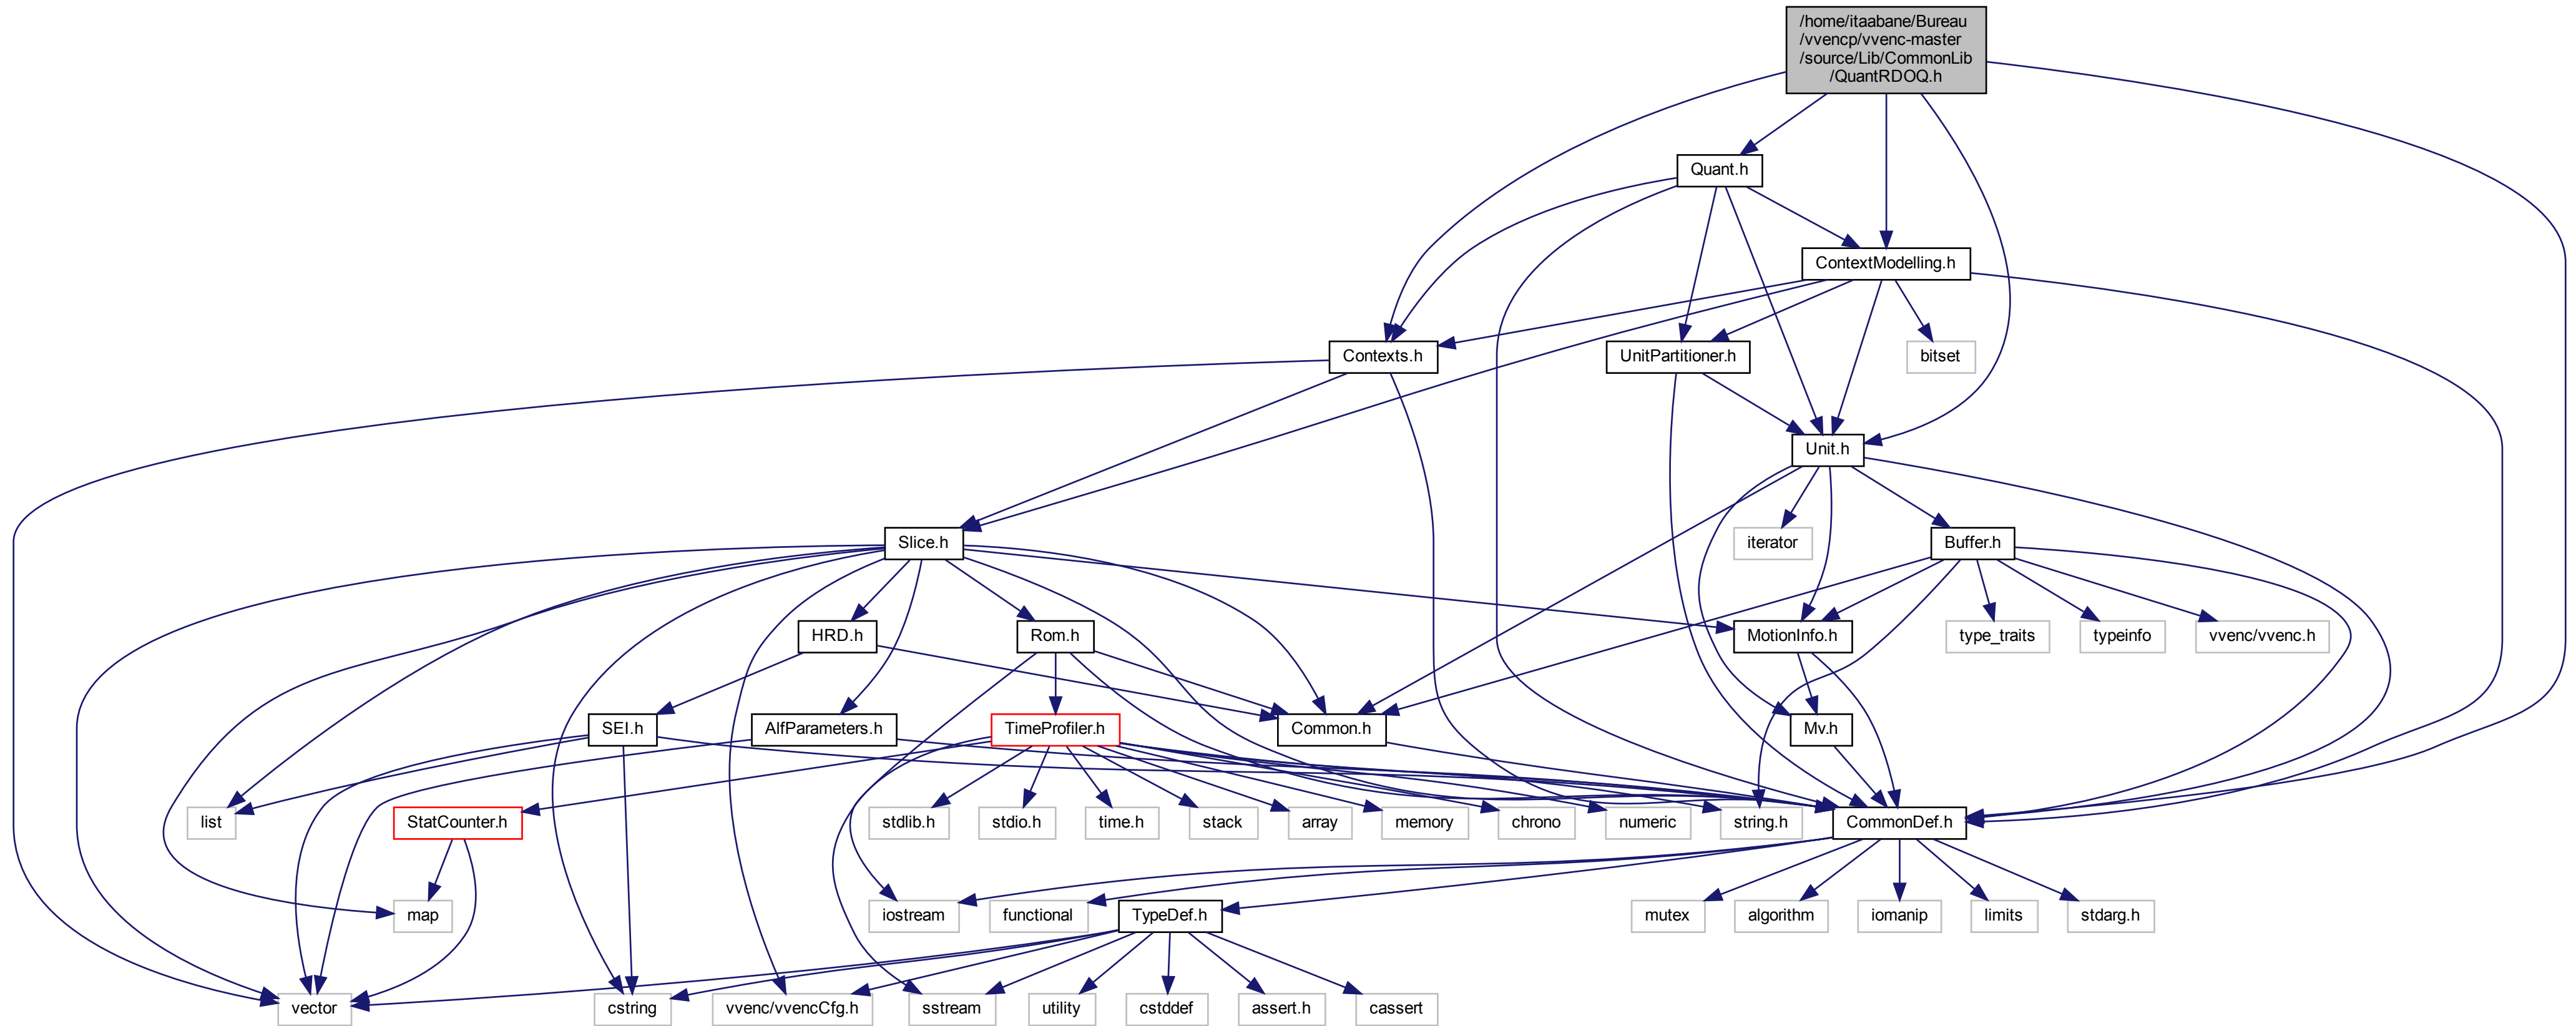 /home/itaabane/Bureau
/vvencp/vvenc-master
/source/Lib/CommonLib
/QuantRDOQ.h
Quant.h
ContextModelling.h
Contexts.h
UnitPartitioner.h
bitset
Unit.h
Slice.h
iterator
Buffer.h
HRD.h
Rom.h
MotionInfo.h
type_traits
typeinfo
vvenc/vvenc.h
SEI.h
AlfParameters.h
TimeProfiler.h
Common.h
Mv.h
list
StatCounter.h
stdlib.h
stdio.h
time.h
stack
array
memory
chrono
numeric
string.h
CommonDef.h
map
iostream
functional
TypeDef.h
mutex
algorithm
iomanip
limits
stdarg.h
vector
cstring
vvenc/vvencCfg.h
sstream
utility
cstddef
assert.h
cassert